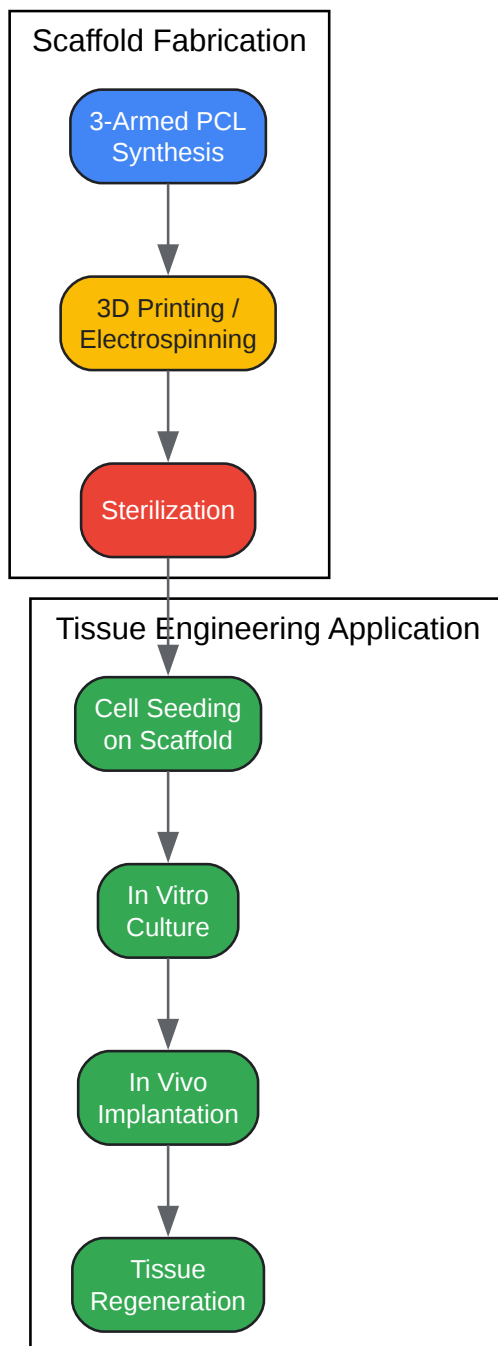 Scaffold Fabrication
3-Armed PCL
Synthesis
3D Printing /
Electrospinning
Sterilization
Tissue Engineering Application
Cell Seeding
on Scaffold
In Vitro
Culture
In Vivo
Implantation
Tissue
Regeneration